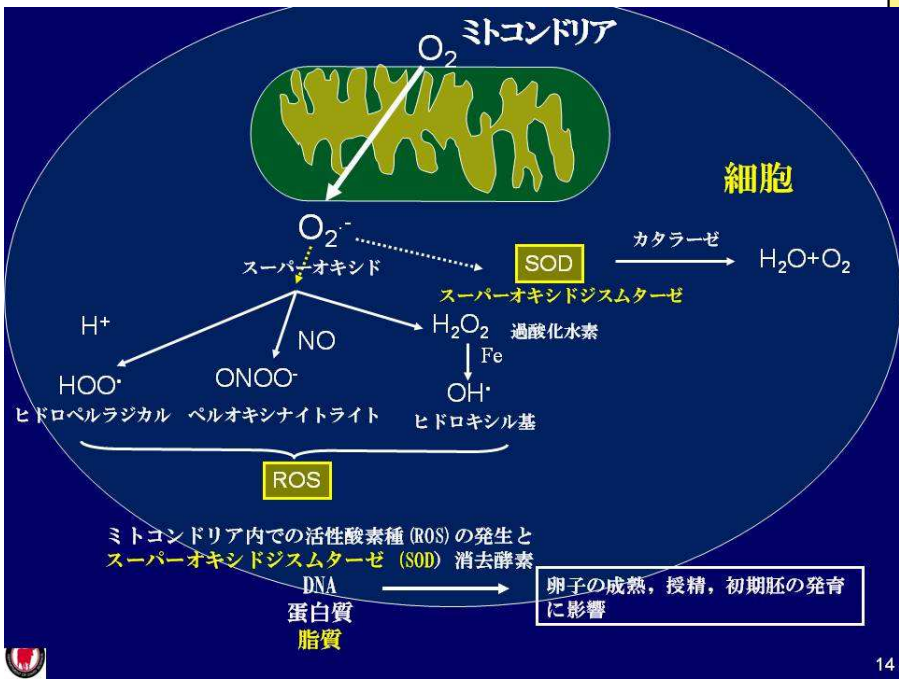 ミトコンドリア
O₂
細胞
O₂·⁻
スーパーオキシド
SOD
スーパーオキシドジスムターゼ
カタラーゼ
H₂O+O₂
H⁺
NO
H₂O₂ 過酸化水素
Fe
HOO·
ONOO⁻
OH·
ヒドロペルラジカル
ペルオキシナイトライト
ヒドロキシル基
ROS
ミトコンドリア内での活性酸素種(ROS)の発生と
スーパーオキシドジスムターゼ (SOD) 消去酵素
DNA
蛋白質
脂質
卵子の成熟，授精，初期胚の発育
に影響
14